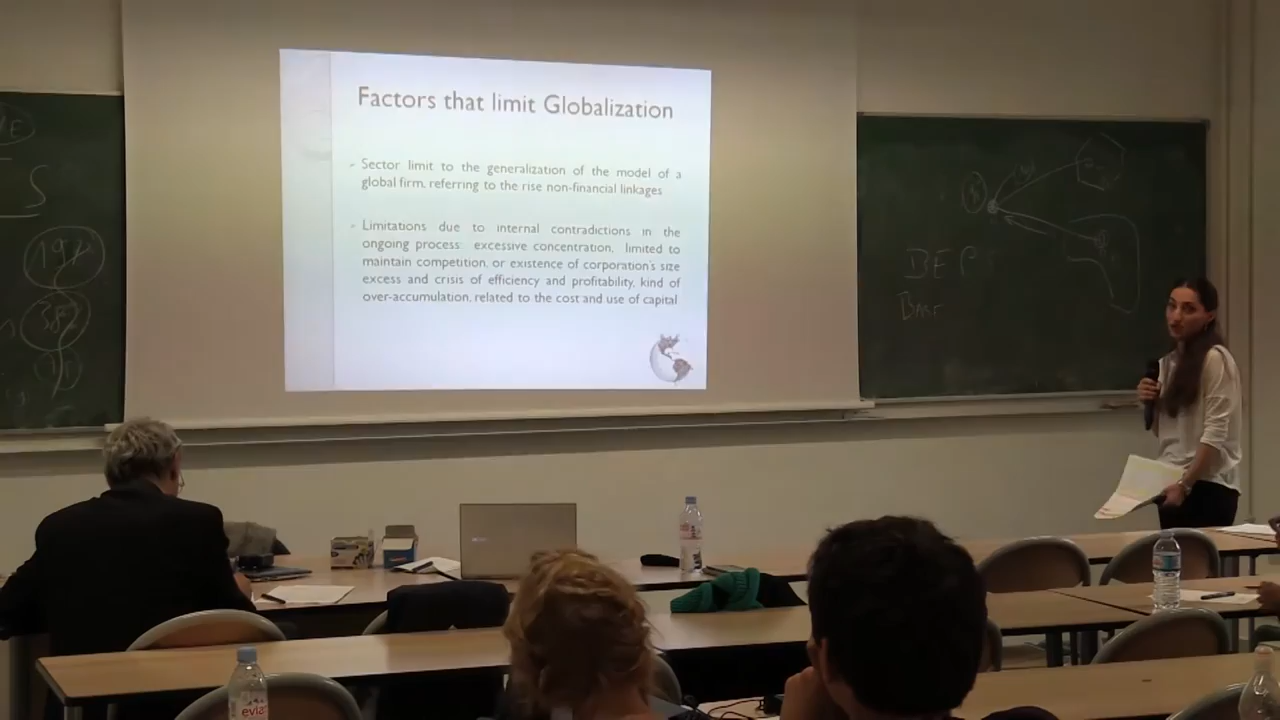 Factors that limit Globalization
- Sector limit to the generalization of the model of a
global firm, referring to the rise non-financial linkages
- Limitations due to internal contradictions in the
ongoing process: excessive concentration, limited to
maintain competition, or existence of corporation's size
excess and crisis of efficiency and profitability, kind of
over-accumulation, related to the cost and use of capital
S
BEP
evia